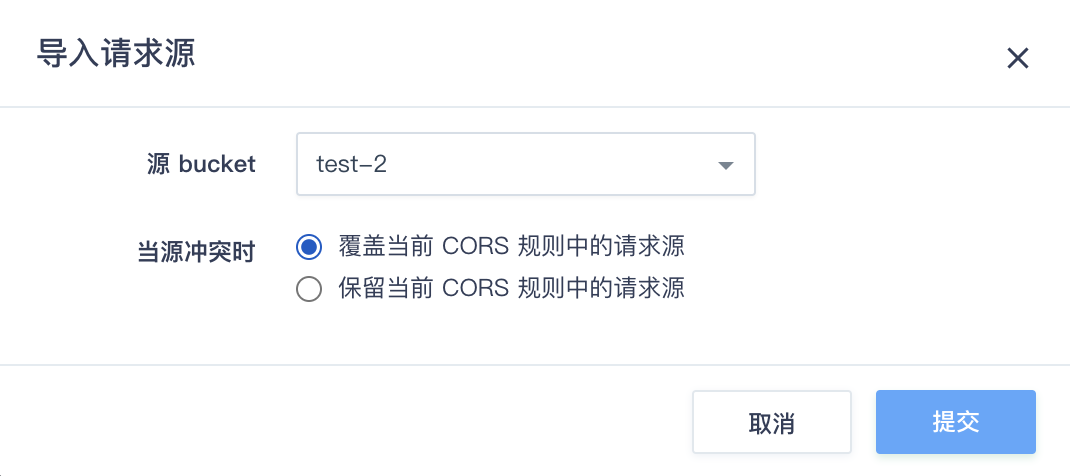 导入请求源
源 bucket
test-2
当源冲突时
覆盖当前 CORS 规则中的请求源
保留当前 CORS 规则中的请求源
取消
提交